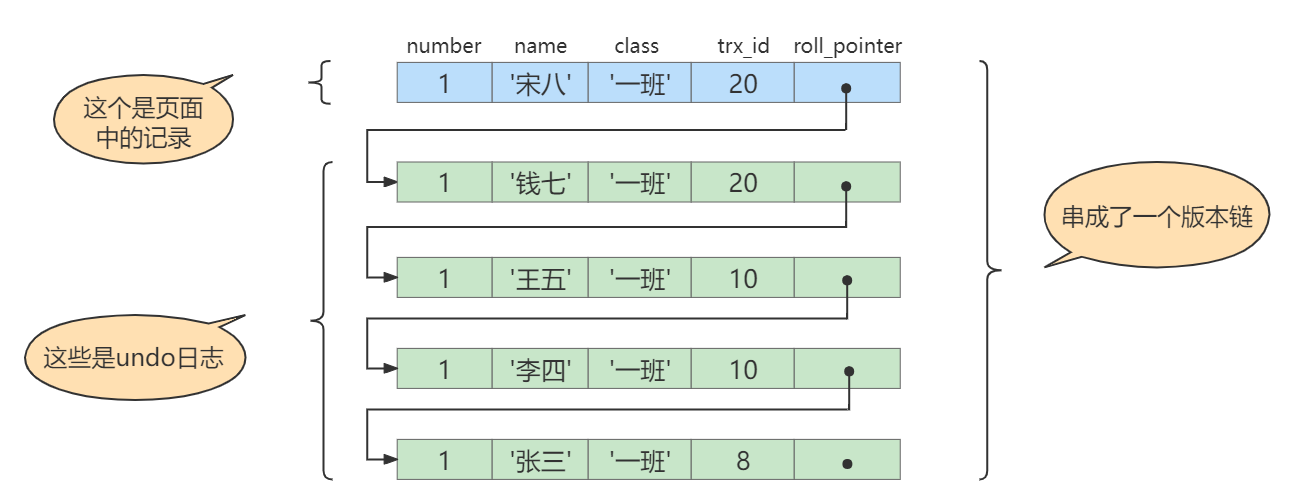 number name class trx_id roll_pointer
1 '宋八' '一班' 20
这个是页面
中的记录
1 '钱七' '一班' 20
串成了一个版本链
1 '王五' '一班' 10
这些是undo日志
1 '李四' '一班' 10
1 '张三' '一班' 8